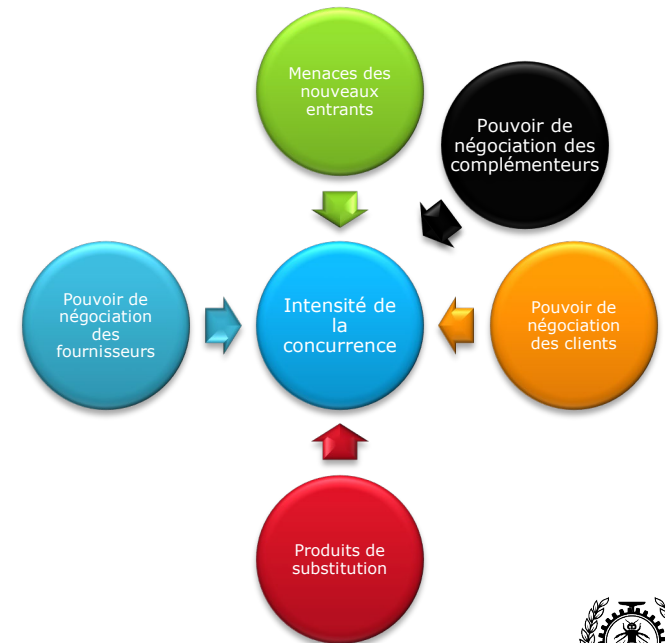 Menaces des
nouveaux
entrants
Pouvoir de
négociation des
complémenteurs
Pouvoir de
négociation
des
fournisseurs
Intensité de
la
concurrence
Pouvoir de
négociation
des clients
Produits de
substitution